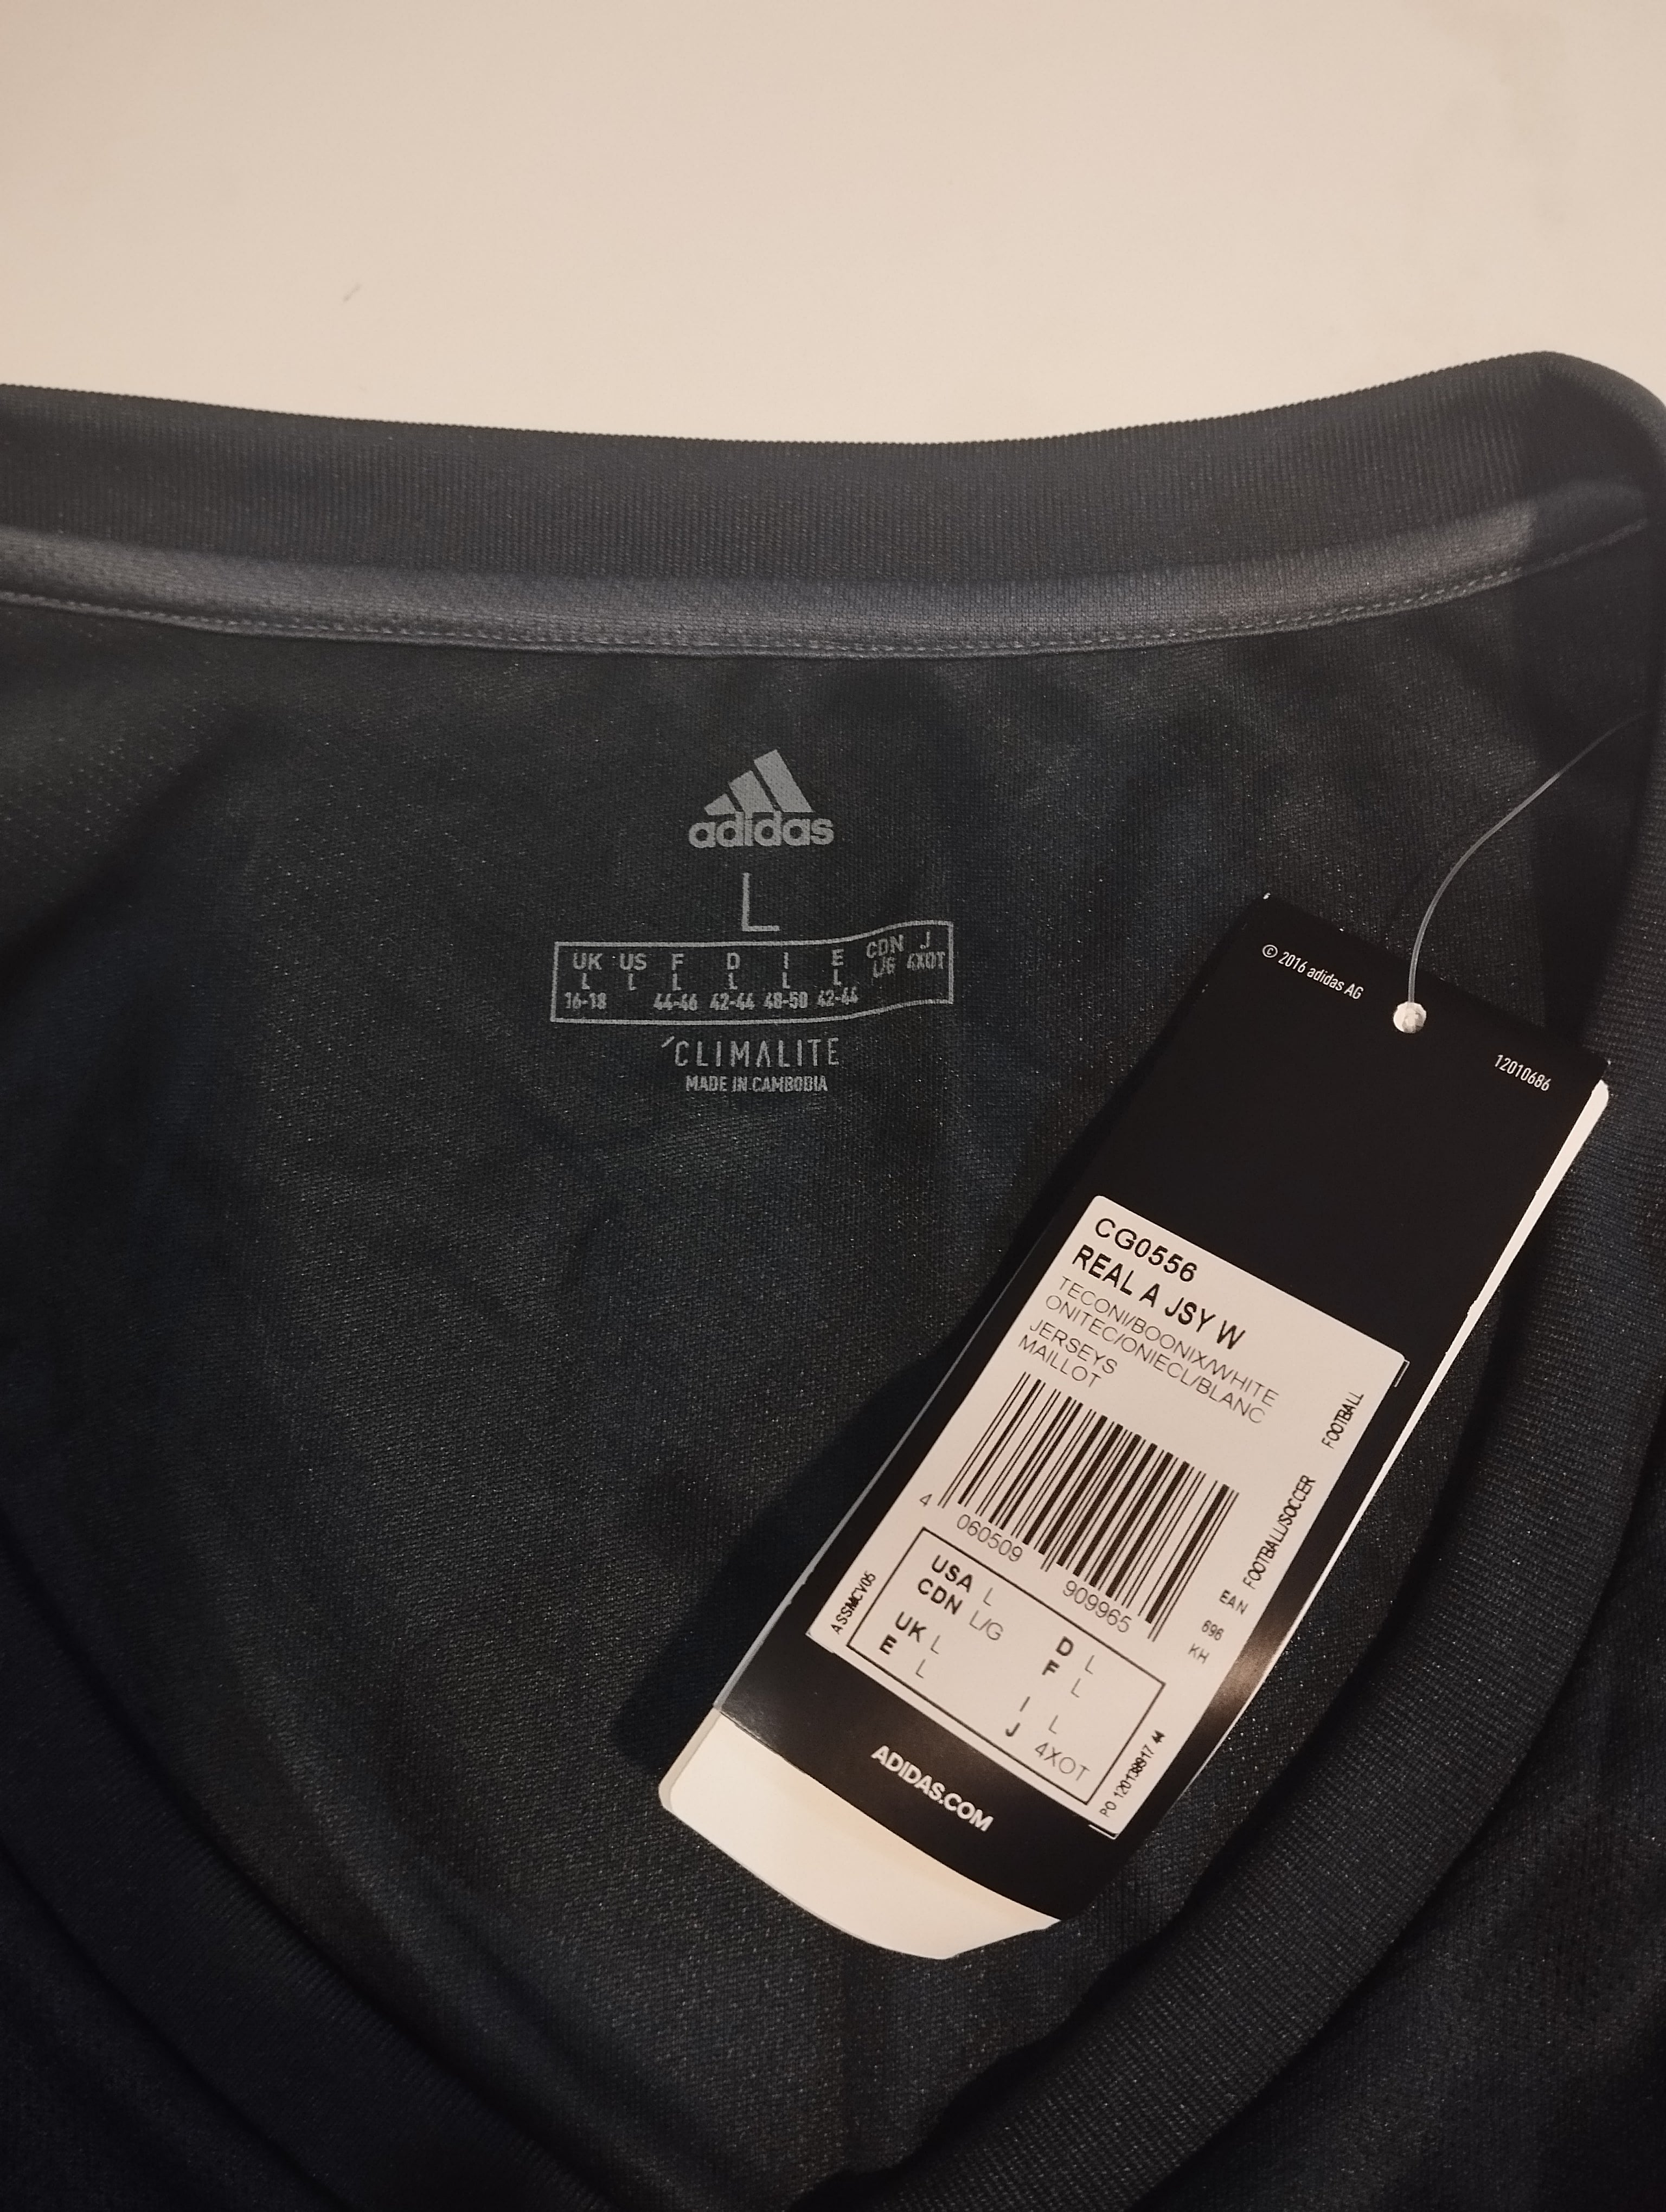 adidas
L
UK US F D I E CDN J
L L L L L L L/G 4XOT
16-18 44-46 42-44 48-50 42-44
CLIMALITE
MADE IN CAMBODIA
© 2016 adidas AG
12010686
CG0556
REAL A JSY W
TECONI/BOONIX/WHITE
ONITEC/ONIECL/BLANC
JERSEYS
MAILLOT
FOOTBALL
FOOTBALL/SOCCER
4 060509 909965
EAN
696
KH
ASSMCV05
USA L
CDN L/G
UK L
E L
D L
F L
I L
J 4XOT
ADIDAS.COM